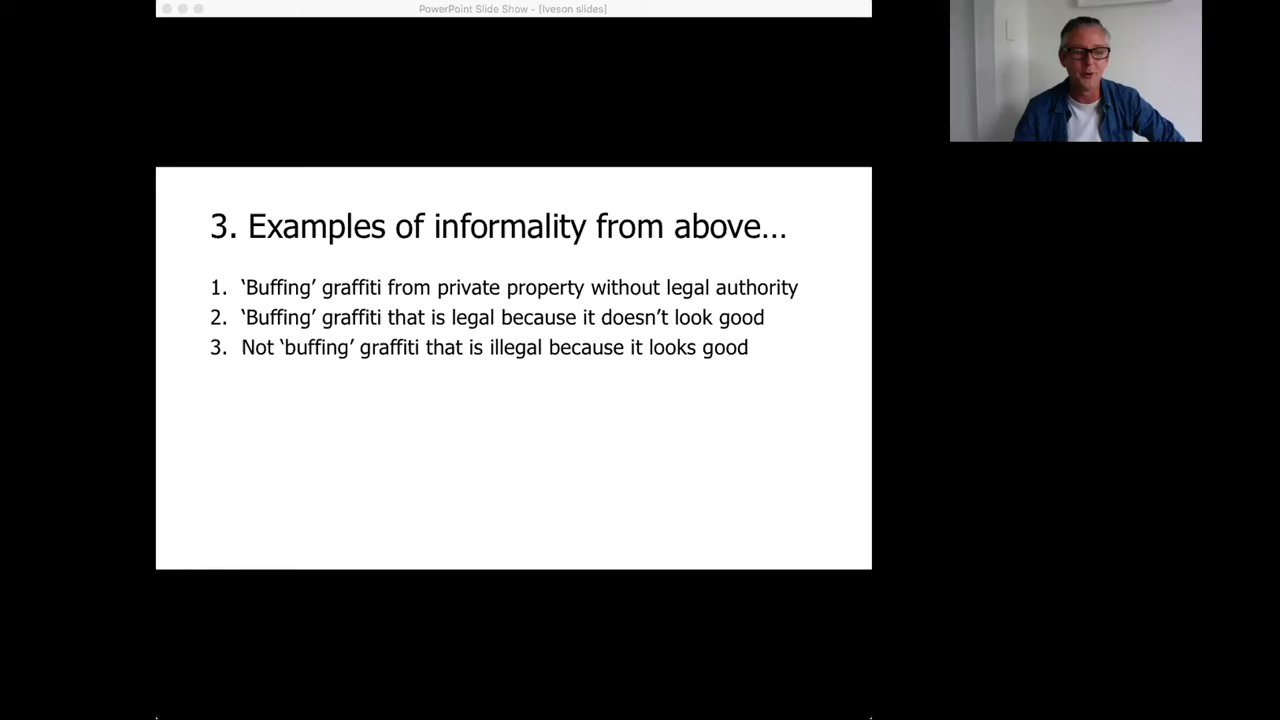 PowerPoint Slide Show - [Iveson slides]
3. Examples of informality from above…
1. ‘Buffing’ graffiti from private property without legal authority
2. ‘Buffing’ graffiti that is legal because it doesn’t look good
3. Not ‘buffing’ graffiti that is illegal because it looks good